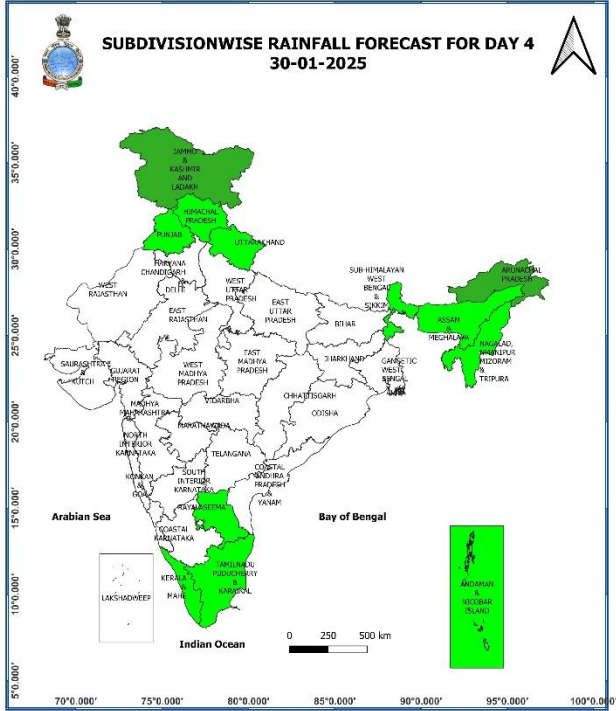 SUBDIVISIONWISE RAINFALL FORECAST FOR DAY 4
30-01-2025
40°0.000'
35°0.000'
30°0.000'
25°0.000'
20°0.000'
15°0.000'
10°0.000'
5°0.000'
JAMMO
&
KASHMIR
AND
LADAKH
HIMACHAL
PRADESH
PUNJAB
UTTARAKHAND
HARYANA
CHANDIGARH
&
DELHI
WEST
RAJASTHAN
WEST
UTTAR
PRADESH
EAST
RAJASTHAN
EAST
UTTAR
PRADESH
SUB-HIMALAYAN
WEST
BENGAL
&
SIKKIM
ARUNACHAL
PRADESH
ASSAM
&
MEGHALAYA
NAGALAD,
MANIPUR
MIZORAM
&
TRIPURA
BIHAR
JHARKHAND
GANGETIC
WEST
BENGAL
SAURASHTRA
&
KUTCH
GUJARAT
REGION
WEST
MADHYA
PRADESH
EAST
MADHYA
PRADESH
CHHATTISGARH
ODISHA
VIDARBHA
MADHYA
MAHARASHTRA
MARATHAWADA
NORTH
INTERIOR
KARNATAKA
TELANGANA
KONKAN
&
GOA
SOUTH
INTERIOR
KARNATAKA
COASTAL
ANDHRA
PRADESH
&
YANAM
RAYALASEEMA
COASTAL
KARNATAKA
TAMILNADU
PUDUCHERRY
&
KARAIKAL
KERALA
&
MAHE
LAKSHADWEEP
ANDAMAN
&
NICOBAR
ISLAND
Arabian Sea
Bay of Bengal
Indian Ocean
0 250 500 km
70°0.000' 75°0.000' 80°0.000' 85°0.000' 90°0.000' 95°0.000' 100°0.000'